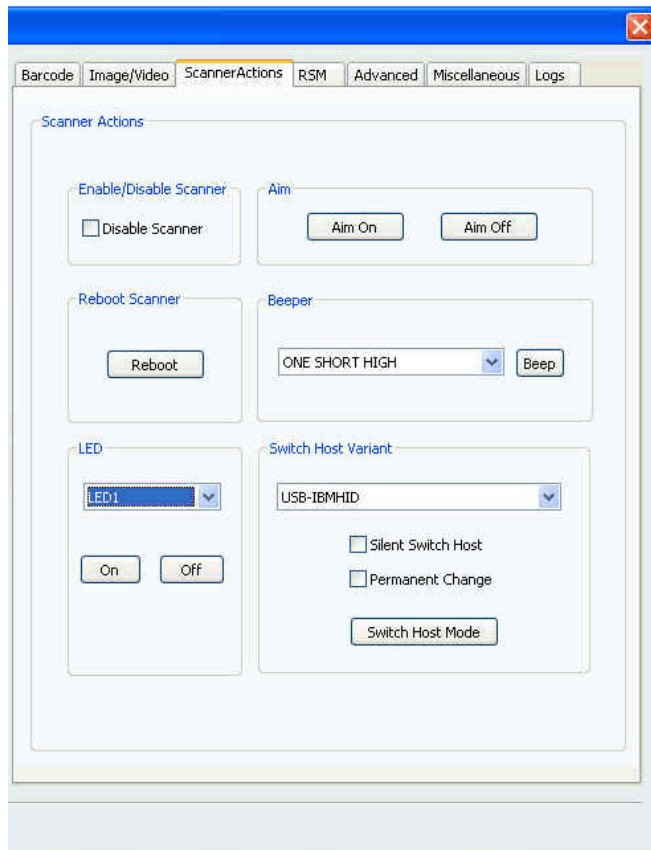 Barcode Image/Video ScannerActions RSM Advanced Miscellaneous Logs
Scanner Actions
Enable/Disable Scanner
Disable Scanner
Aim
Aim On Aim Off
Reboot Scanner
Reboot
Beeper
ONE SHORT HIGH Beep
LED
LED1
On Off
Switch Host Variant
USB-IBMHID
Silent Switch Host
Permanent Change
Switch Host Mode